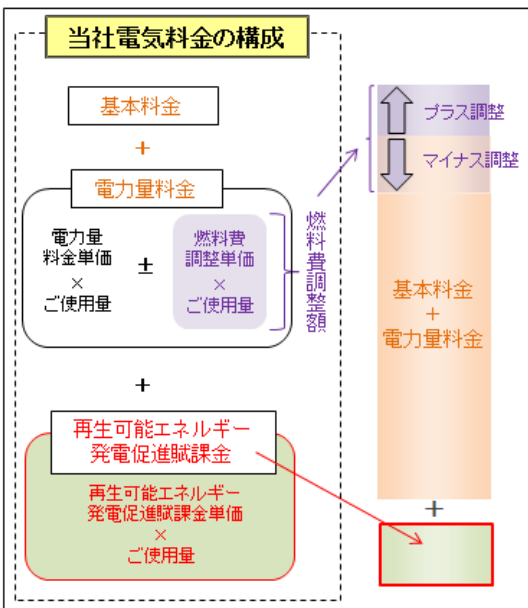 当社電気料金の構成
基本料金
+
電力量料金
電力量
料金単価
×
ご使用量
±
燃料費
調整単価
×
ご使用量
燃料費調整額
+
再生可能エネルギー
発電促進賦課金
再生可能エネルギー
発電促進賦課金単価
×
ご使用量
プラス調整
マイナス調整
基本料金
+
電力量料金
+